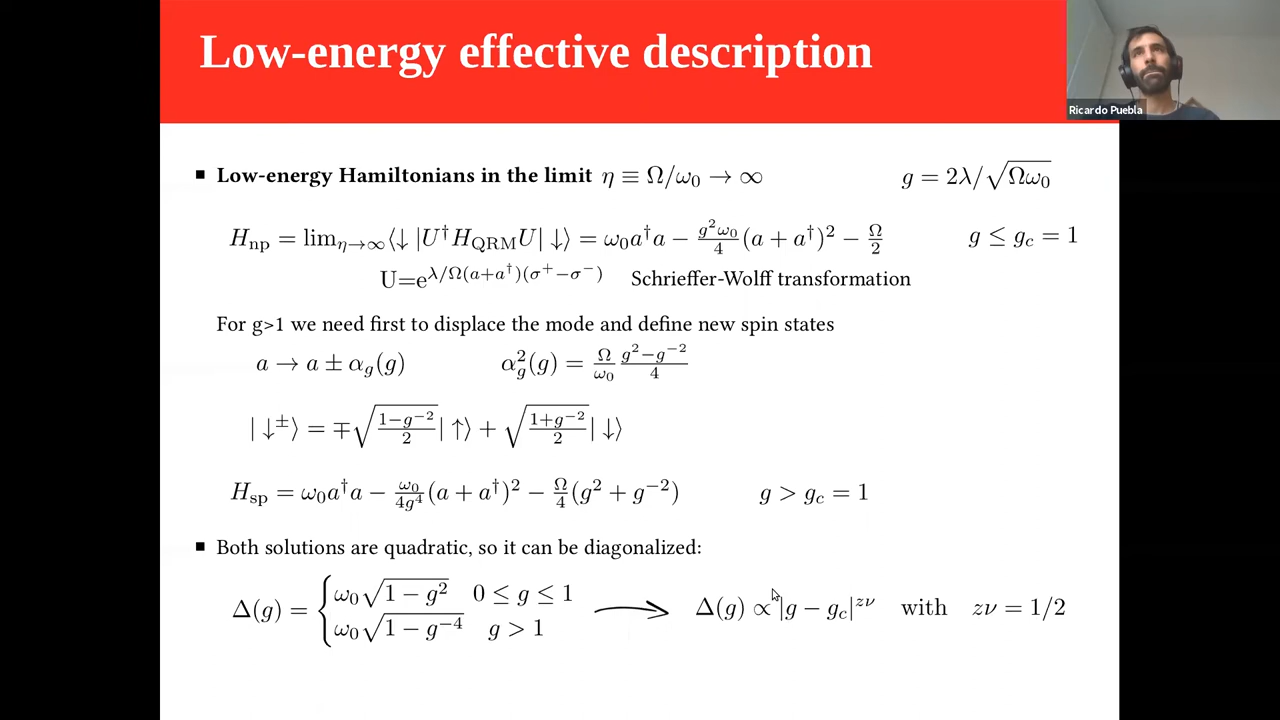 Low-energy effective description
Ricardo Puebla
▪ Low-energy Hamiltonians in the limit η ≡ Ω/ω₀ → ∞ g = 2λ/√(Ωω₀)
H_np = lim_{η→∞}⟨↓|U†H_QRM U|↓⟩ = ω₀a†a − (g²ω₀/4)(a + a†)² − Ω/2 g ≤ g_c = 1
U=e^{λ/Ω(a+a†)(σ⁺−σ⁻)} Schrieffer-Wolff transformation
For g>1 we need first to displace the mode and define new spin states
a → a ± α_g(g) α_g²(g) = (Ω/ω₀) (g²−g⁻²)/4
|↓^±⟩ = ∓√((1−g⁻²)/2)|↑⟩ + √((1+g⁻²)/2)|↓⟩
H_sp = ω₀a†a − (ω₀/4g⁴)(a + a†)² − (Ω/4)(g² + g⁻²) g > g_c = 1
▪ Both solutions are quadratic, so it can be diagonalized:
Δ(g) = { ω₀√(1 − g²) 0 ≤ g ≤ 1
ω₀√(1 − g⁻⁴) g > 1
Δ(g) ∝ |g − g_c|^{zν} with zν = 1/2